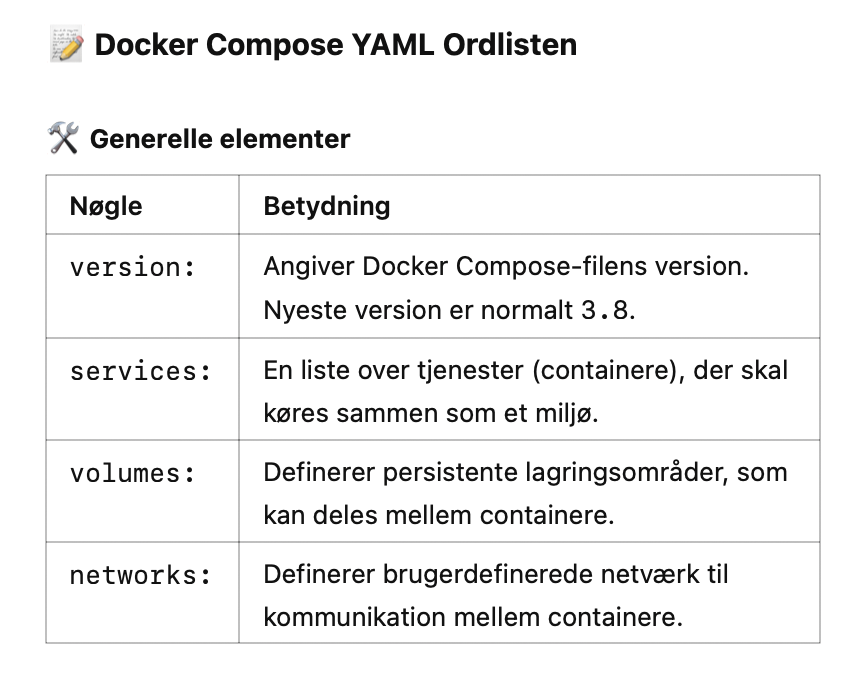 Docker Compose YAML Ordlisten
Generelle elementer
Nøgle Betydning
version: Angiver Docker Compose-filens version.
Nyeste version er normalt 3.8.
services: En liste over tjenester (containere), der skal
køres sammen som et miljø.
volumes: Definerer persistente lagringsområder, som
kan deles mellem containere.
networks: Definerer brugerdefinerede netværk til
kommunikation mellem containere.